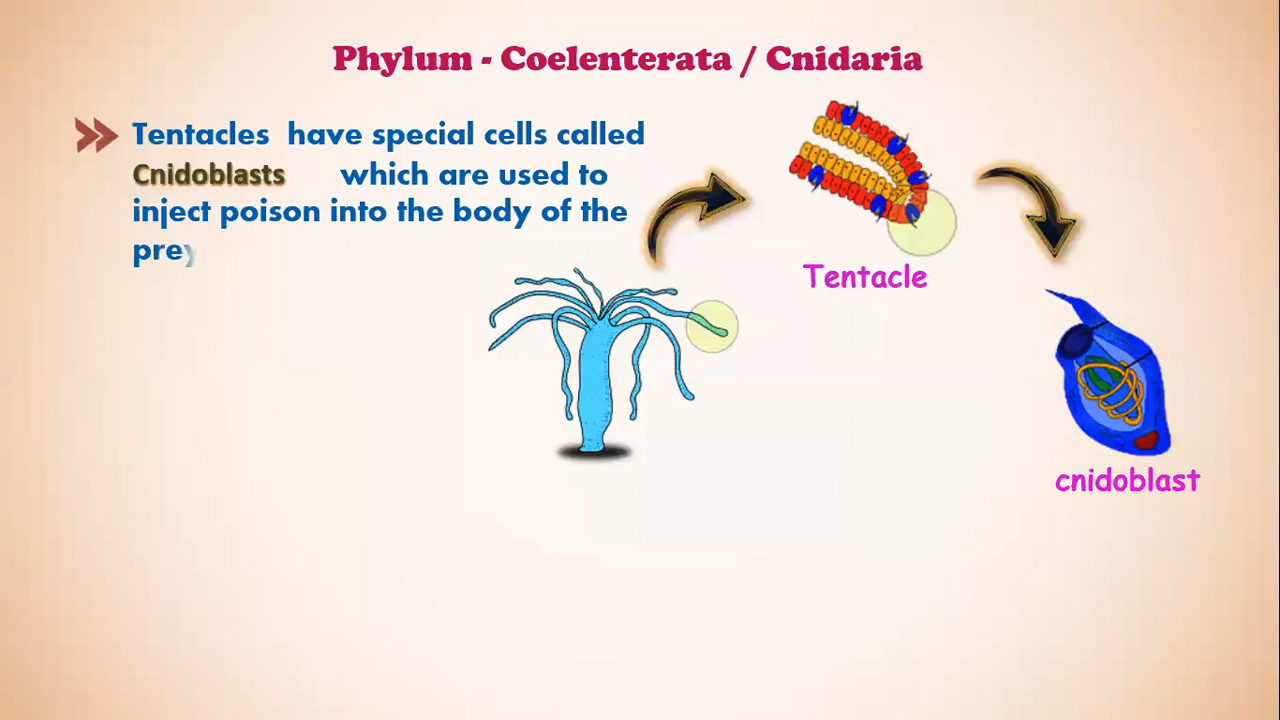 Phylum - Coelenterata / Cnidaria
Tentacles have special cells called
Cnidoblasts which are used to
inject poison into the body of the
prey
Tentacle
cnidoblast